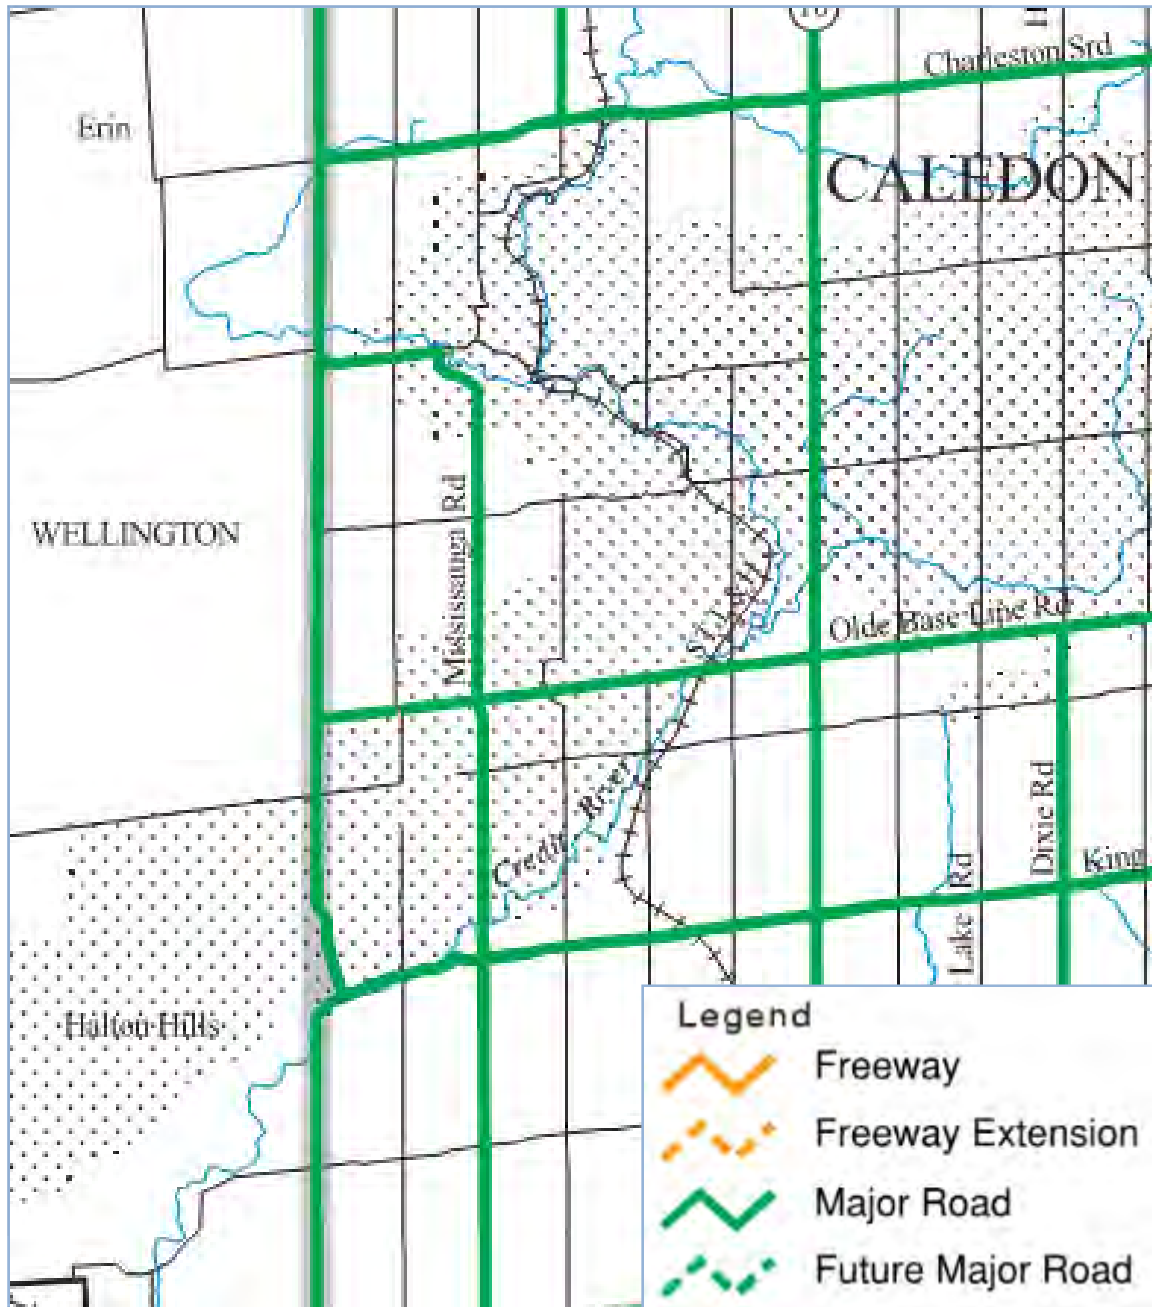 Charleston Srd
Erin
CALEDON
WELLINGTON
Mississauga Rd
Olde Base Line Rd
Credit River
Dixie Rd
King
Lake Rd
Halton Hills
Legend
Freeway
Freeway Extension
Major Road
Future Major Road